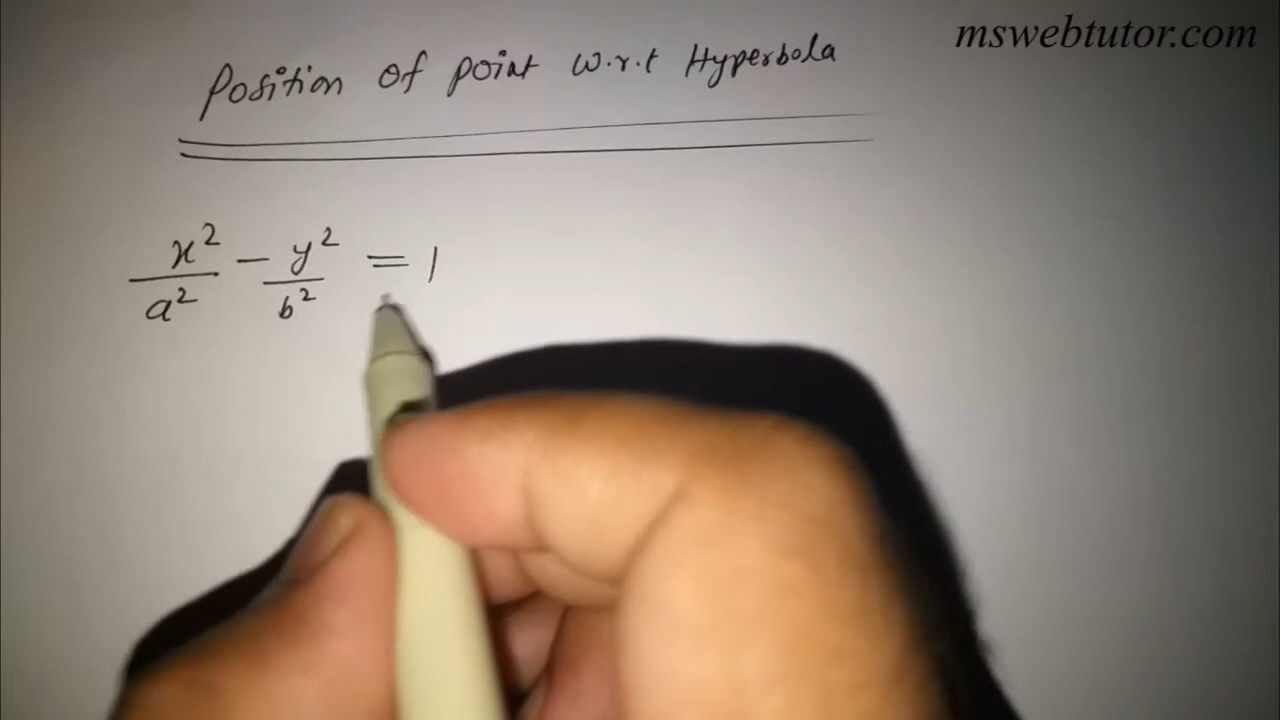 mswebtutor.com
Position of point w.r.t Hyperbola
x²/a² - y²/b² = 1